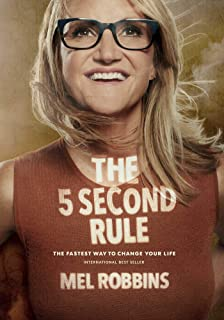 THE
5 SECOND
RULE
THE FASTEST WAY TO CHANGE YOUR LIFE
INTERNATIONAL BEST SELLER
MEL ROBBINS